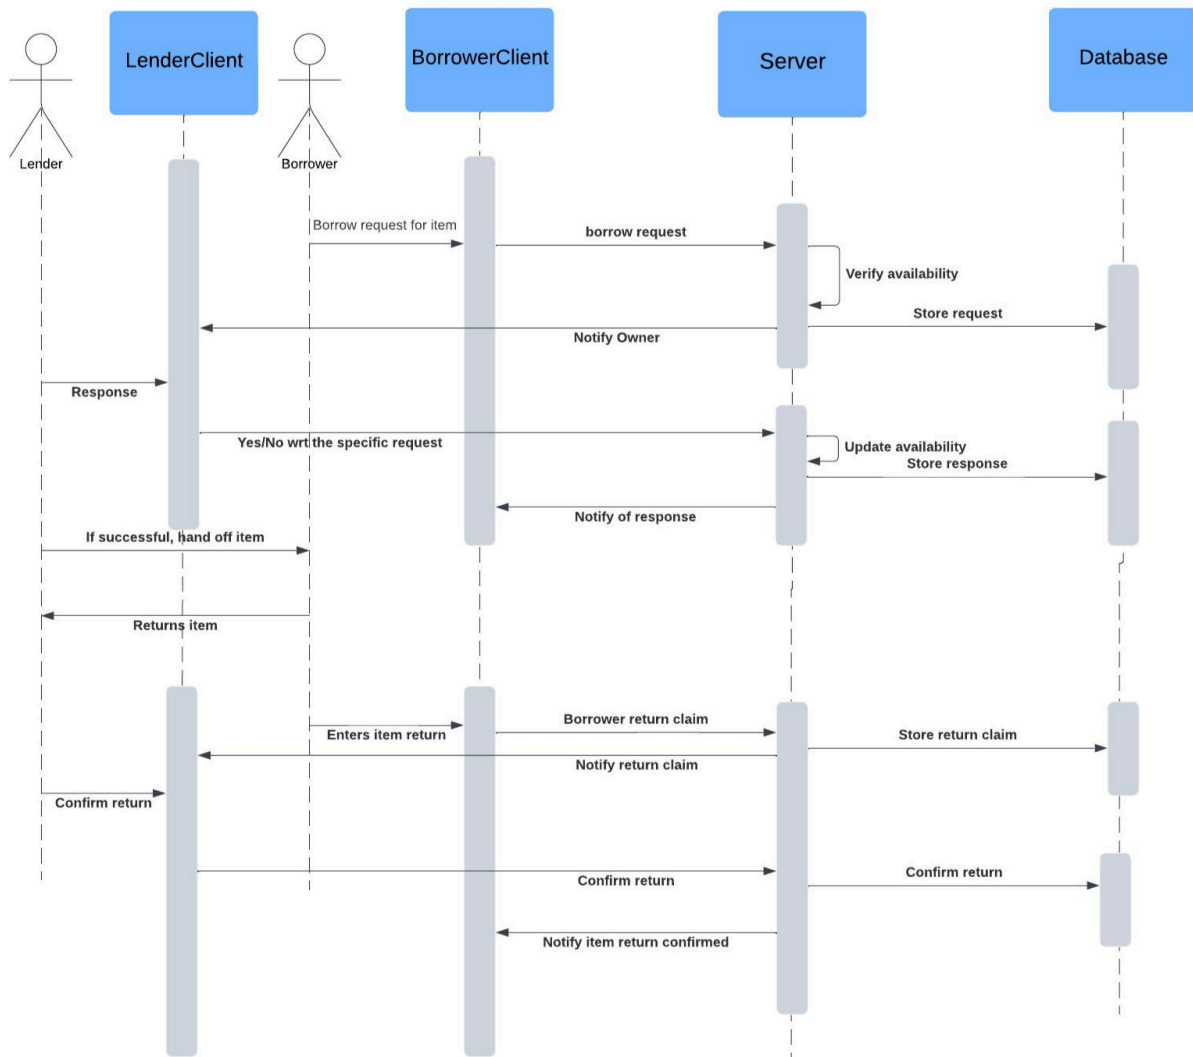 LenderClient
BorrowerClient
Server
Database
Lender
Borrower
Borrow request for item
borrow request
Verify availability
Store request
Notify Owner
Response
Yes/No wrt the specific request
Update availability
Store response
Notify of response
If successful, hand off item
Returns item
Enters item return
Borrower return claim
Store return claim
Notify return claim
Confirm return
Confirm return
Confirm return
Notify item return confirmed